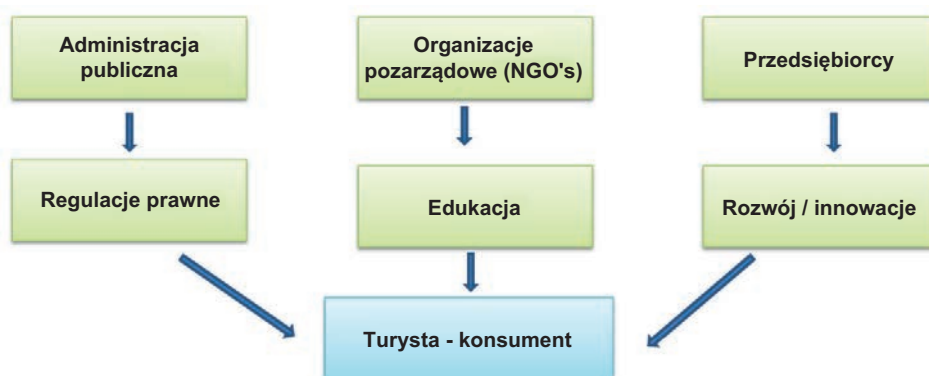 Administracja
publiczna
Organizacje
pozarządowe (NGO's)
Przedsiębiorcy
Regulacje prawne
Edukacja
Rozwój / innowacje
Turysta - konsument